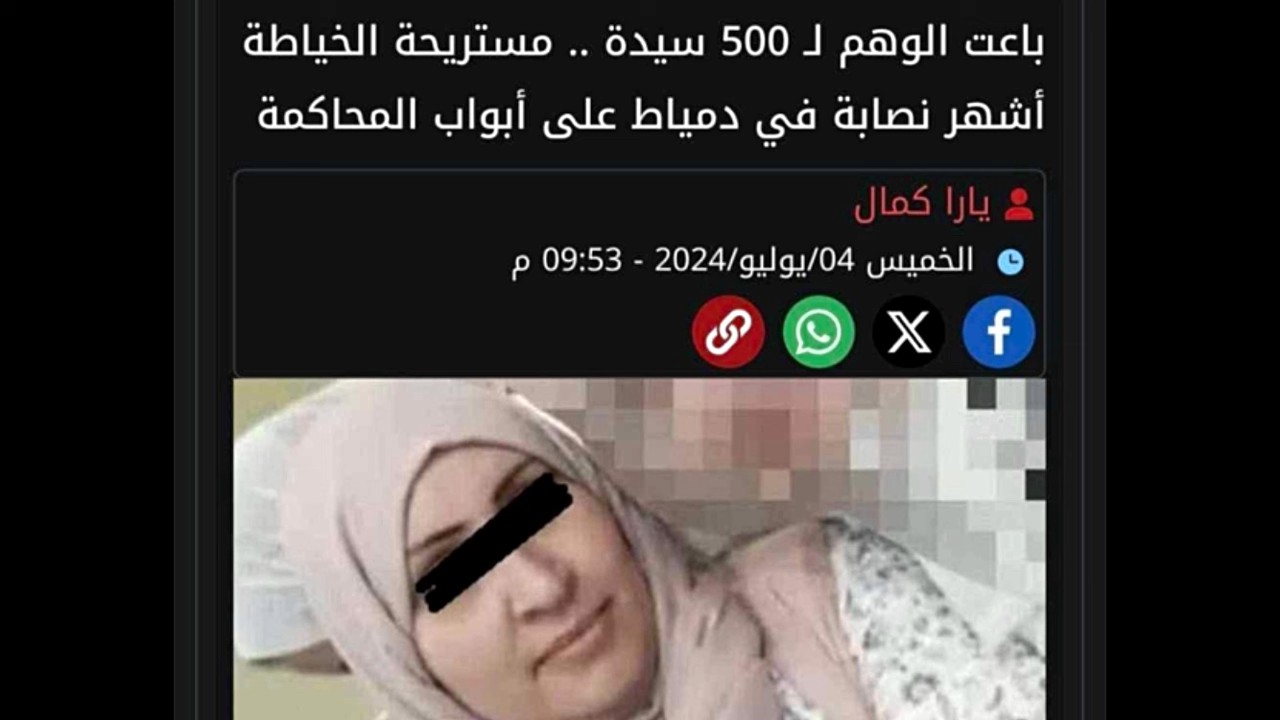 باعت الوهم لـ 500 سيدة .. مستريحة الخياطة
أشهر نصابة في دمياط على أبواب المحاكمة
يارا كمال
الخميس 04/يوليو/2024 - 09:53 م